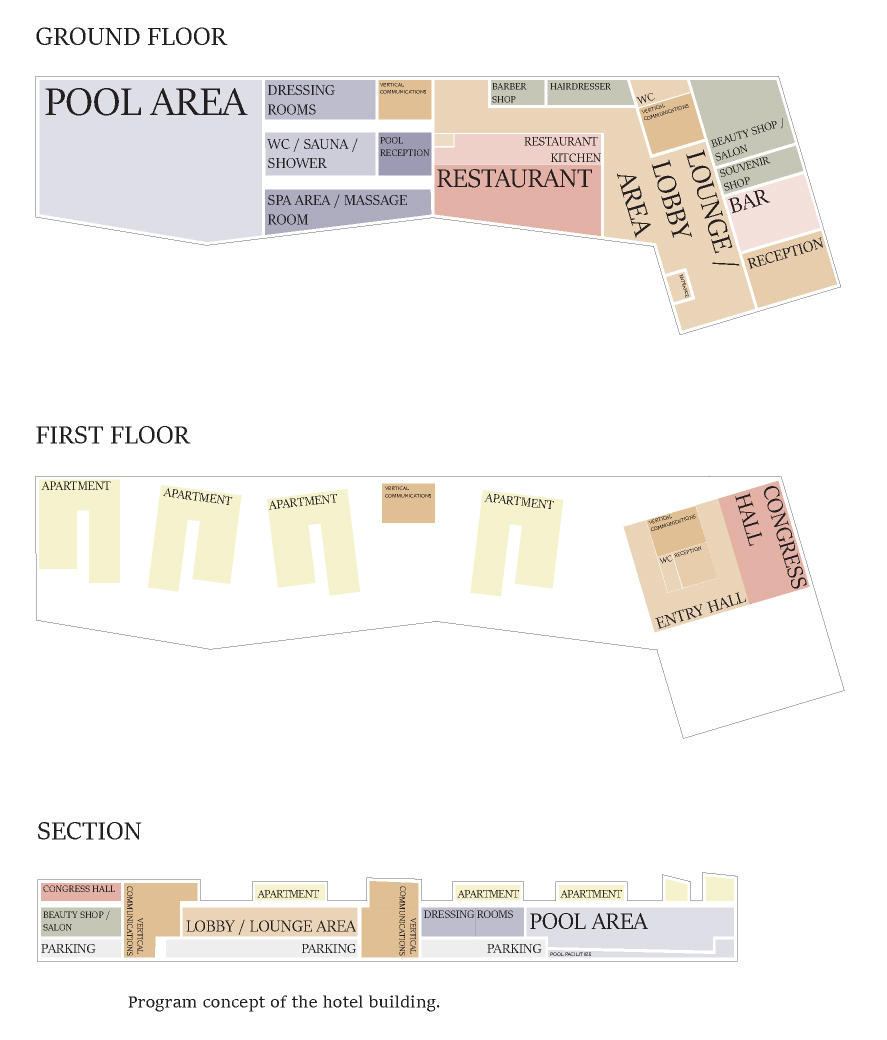 GROUND FLOOR
POOL AREA
DRESSING
ROOMS
VERTICAL
COMMUNICATIONS
BARBER
SHOP
HAIRDRESSER
WC
VERTICAL
COMMUNICATIONS
BEAUTY SHOP /
SALON
SOUVENIR
SHOP
WC / SAUNA /
SHOWER
POOL
RECEPTION
RESTAURANT
KITCHEN
RESTAURANT
LOUNGE /
LOBBY
AREA
BAR
SPA AREA / MASSAGE
ROOM
RECEPTION
ENTRANCE
FIRST FLOOR
APARTMENT
APARTMENT
APARTMENT
VERTICAL
COMMUNICATIONS
APARTMENT
VERTICAL
COMMUNICATIONS
WC
RECEPTION
ENTRY HALL
CONGRESS
HALL
SECTION
CONGRESS HALL
VERTICAL
COMMUNICATIONS
APARTMENT
VERTICAL
COMMUNICATIONS
APARTMENT
APARTMENT
BEAUTY SHOP /
SALON
LOBBY / LOUNGE AREA
DRESSING ROOMS
POOL AREA
PARKING
PARKING
PARKING
POOL FACILITIES
Program concept of the hotel building.